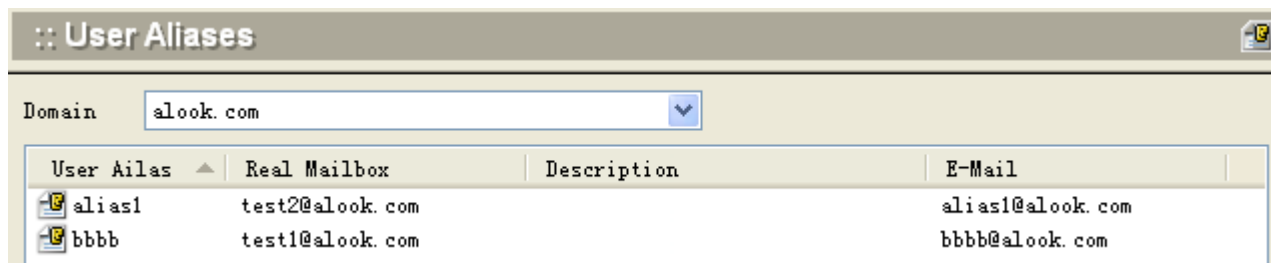 :: User Aliases
Domain alook.com
User Ailas Real Mailbox Description E-Mail
alias1 test2@alook.com alias1@alook.com
bbbb test1@alook.com bbbb@alook.com